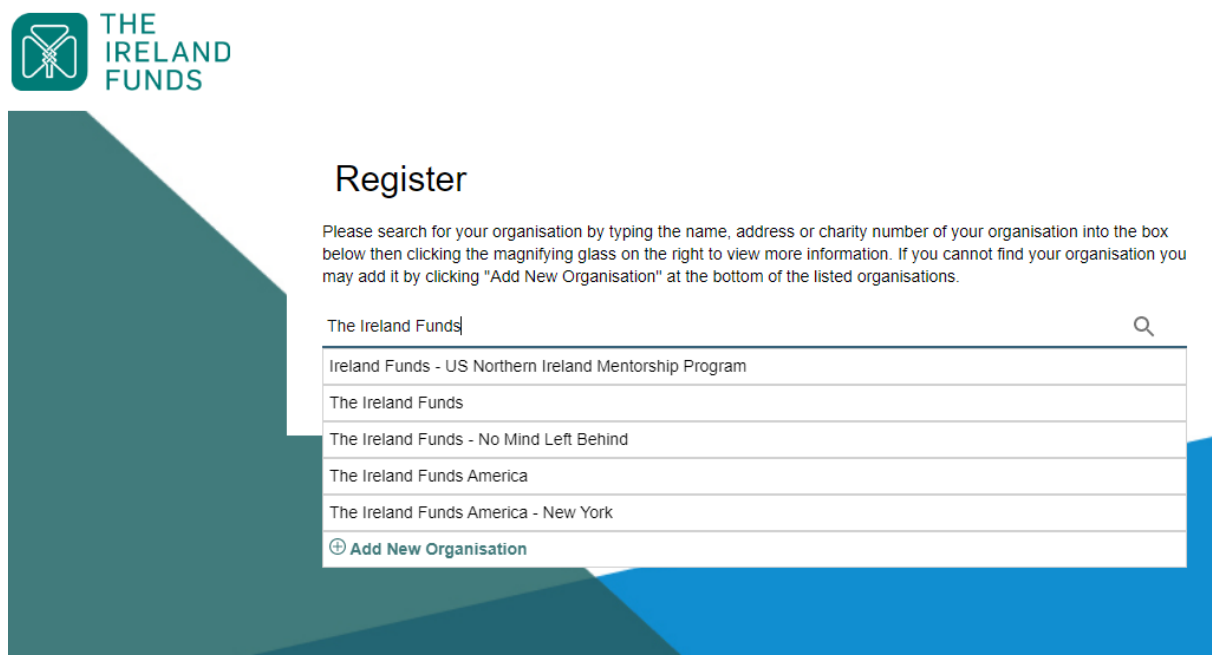 THE
IRELAND
FUNDS
Register
Please search for your organisation by typing the name, address or charity number of your organisation into the box
below then clicking the magnifying glass on the right to view more information. If you cannot find your organisation you
may add it by clicking "Add New Organisation" at the bottom of the listed organisations.
The Ireland Funds
Ireland Funds - US Northern Ireland Mentorship Program
The Ireland Funds
The Ireland Funds - No Mind Left Behind
The Ireland Funds America
The Ireland Funds America - New York
Add New Organisation